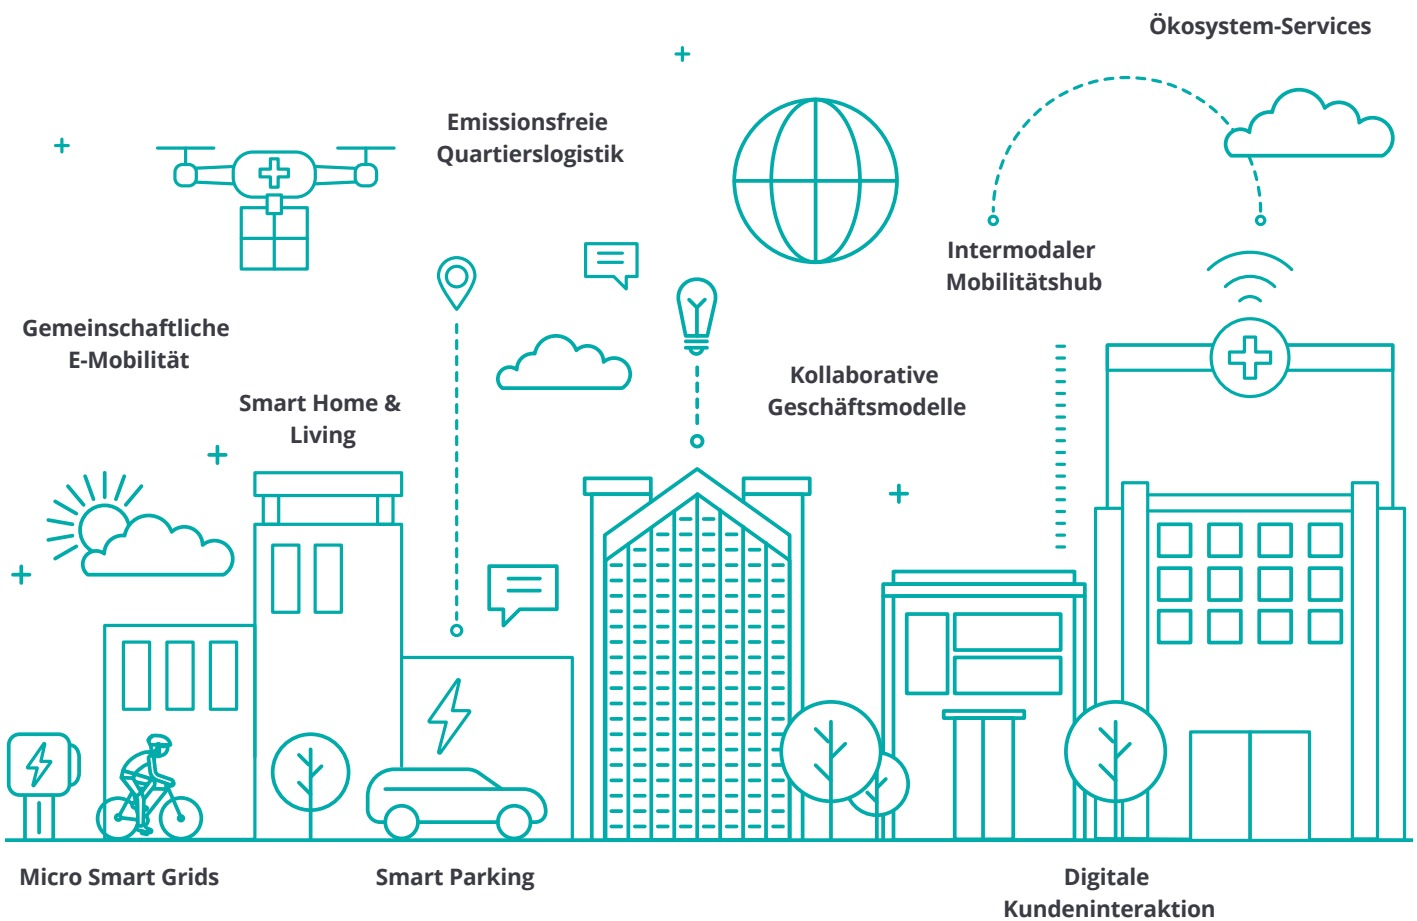 Ökosystem-Services
Emissionsfreie
Quartierslogistik
Intermodaler
Mobilitätshub
Gemeinschaftliche
E-Mobilität
Kollaborative
Geschäftsmodelle
Smart Home &
Living
Micro Smart Grids
Smart Parking
Digitale
Kundeninteraktion